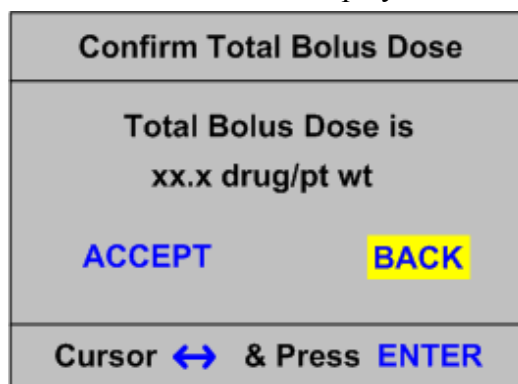 Confirm Total Bolus Dose
Total Bolus Dose is
xx.x drug/pt wt
ACCEPT BACK
Cursor ↔ & Press ENTER